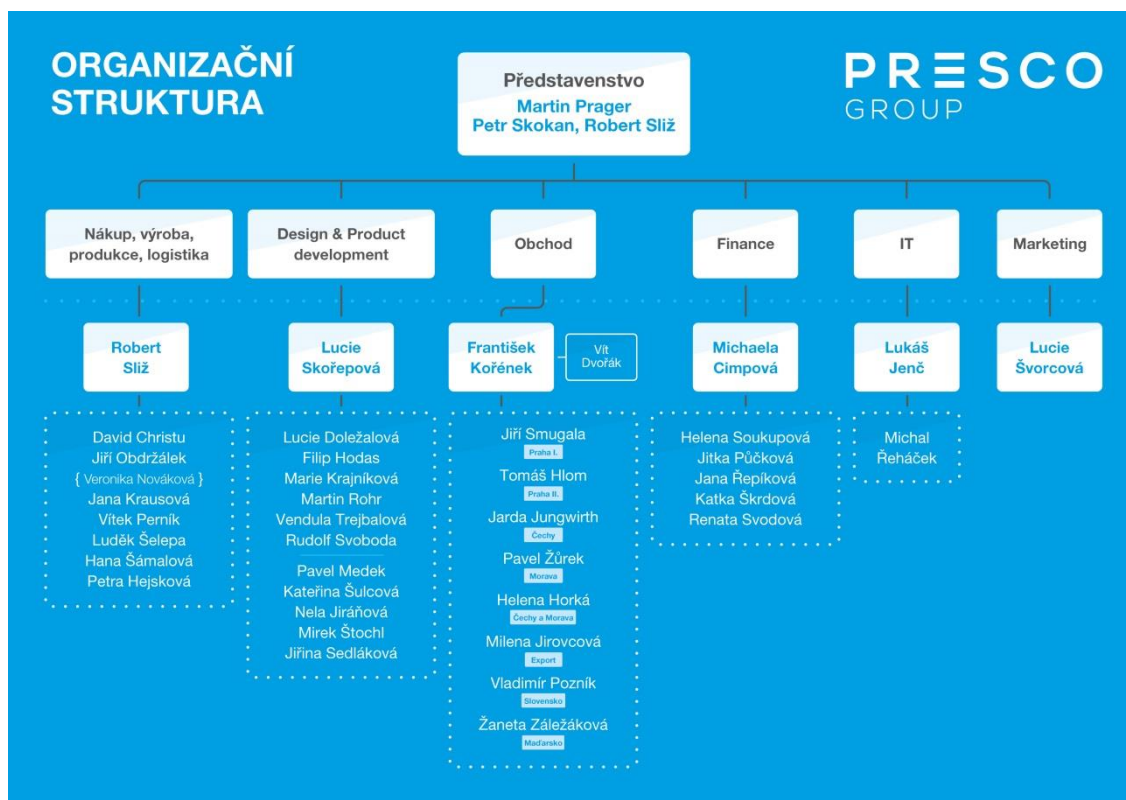 ORGANIZAČNÍ
STRUKTURA
PRESCO
GROUP
Představenstvo
Martin Prager
Petr Skokan, Robert Sliž
Nákup, výroba,
produkce, logistika
Design & Product
development
Obchod
Finance
IT
Marketing
Robert
Sliž
Lucie
Skořepová
František
Kořének
Vít
Dvořák
Michaela
Cimpová
Lukáš
Jenč
Lucie
Švorcová
David Christu
Jiří Obdržálek
{ Veronika Nováková }
Jana Krausová
Vítek Perník
Luděk Šelepa
Hana Šámalová
Petra Hejsková
Lucie Doležalová
Filip Hodas
Marie Krajníková
Martin Rohr
Vendula Trejbalová
Rudolf Svoboda
Pavel Medek
Kateřina Šulcová
Nela Jiráňová
Mirek Štochl
Jiřina Sedláková
Jiří Smugala
Praha I.
Tomáš Hlom
Praha II.
Jarda Jungwirth
Čechy
Pavel Žůrek
Morava
Helena Horká
Čechy a Morava
Milena Jirovcová
Export
Vladimír Pozník
Slovensko
Žaneta Záležáková
Maďarsko
Helena Soukupová
Jitka Půčková
Jana Řepíková
Katka Škrdová
Renata Svodová
Michal
Řeháček